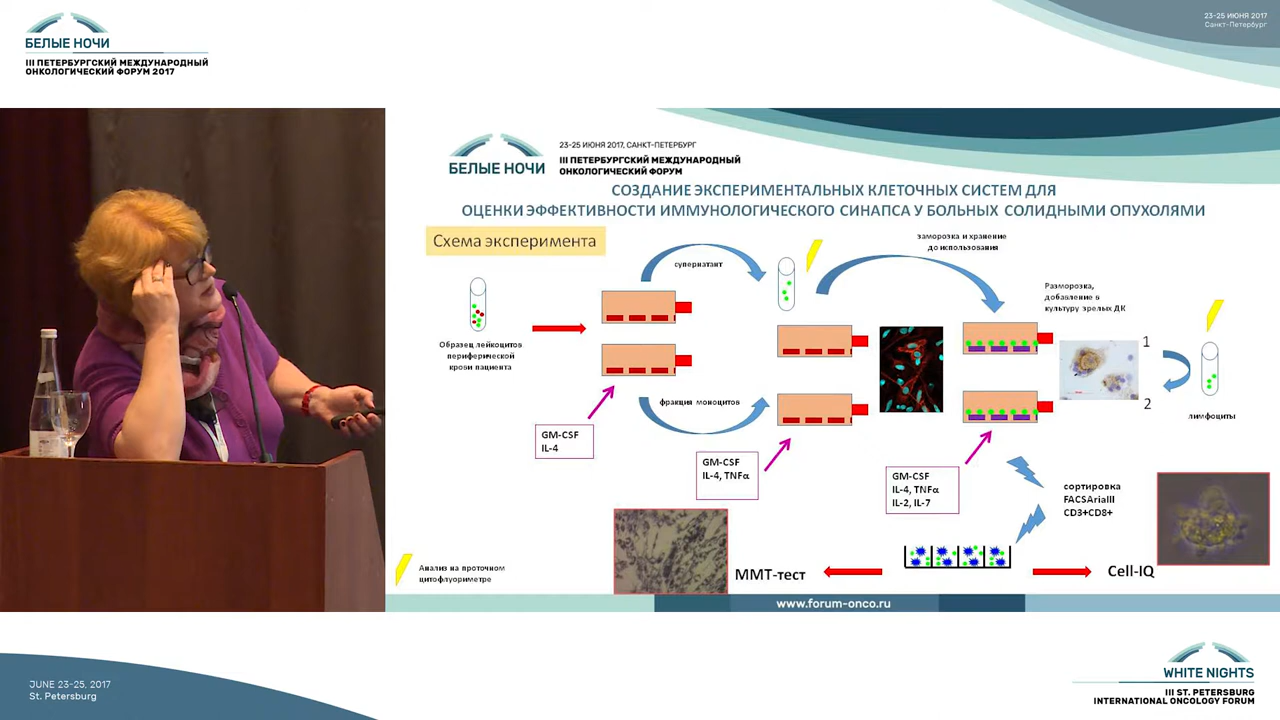 БЕЛЫЕ НОЧИ
III ПЕТЕРБУРГСКИЙ МЕЖДУНАРОДНЫЙ
ОНКОЛОГИЧЕСКИЙ ФОРУМ 2017
23-25 ИЮНЯ 2017
Санкт-Петербург
БЕЛЫЕ НОЧИ
23-25 ИЮНЯ 2017, САНКТ-ПЕТЕРБУРГ
III ПЕТЕРБУРГСКИЙ МЕЖДУНАРОДНЫЙ
ОНКОЛОГИЧЕСКИЙ ФОРУМ
СОЗДАНИЕ ЭКСПЕРИМЕНТАЛЬНЫХ КЛЕТОЧНЫХ СИСТЕМ ДЛЯ
ОЦЕНКИ ЭФФЕКТИВНОСТИ ИММУНОЛОГИЧЕСКОГО СИНАПСА У БОЛЬНЫХ СОЛИДНЫМИ ОПУХОЛЯМИ
Схема эксперимента
супернатант
заморозка и хранение
до использования
Разморозка,
добавление в
культуру зрелых ДК
Образец лейкоцитов
периферической
крови пациента
1
2
фракция моноцитов
лимфоциты
GM-CSF
IL-4
GM-CSF
IL-4, TNFα
GM-CSF
IL-4, TNFα
IL-2, IL-7
сортировка
FACSAriaIII
CD3+CD8+
Анализ на проточном
цитофлуориметре
ММТ-тест
Cell-IQ
www.forum-onco.ru
JUNE 23-25, 2017
St. Petersburg
WHITE NIGHTS
III ST. PETERSBURG
INTERNATIONAL ONCOLOGY FORUM